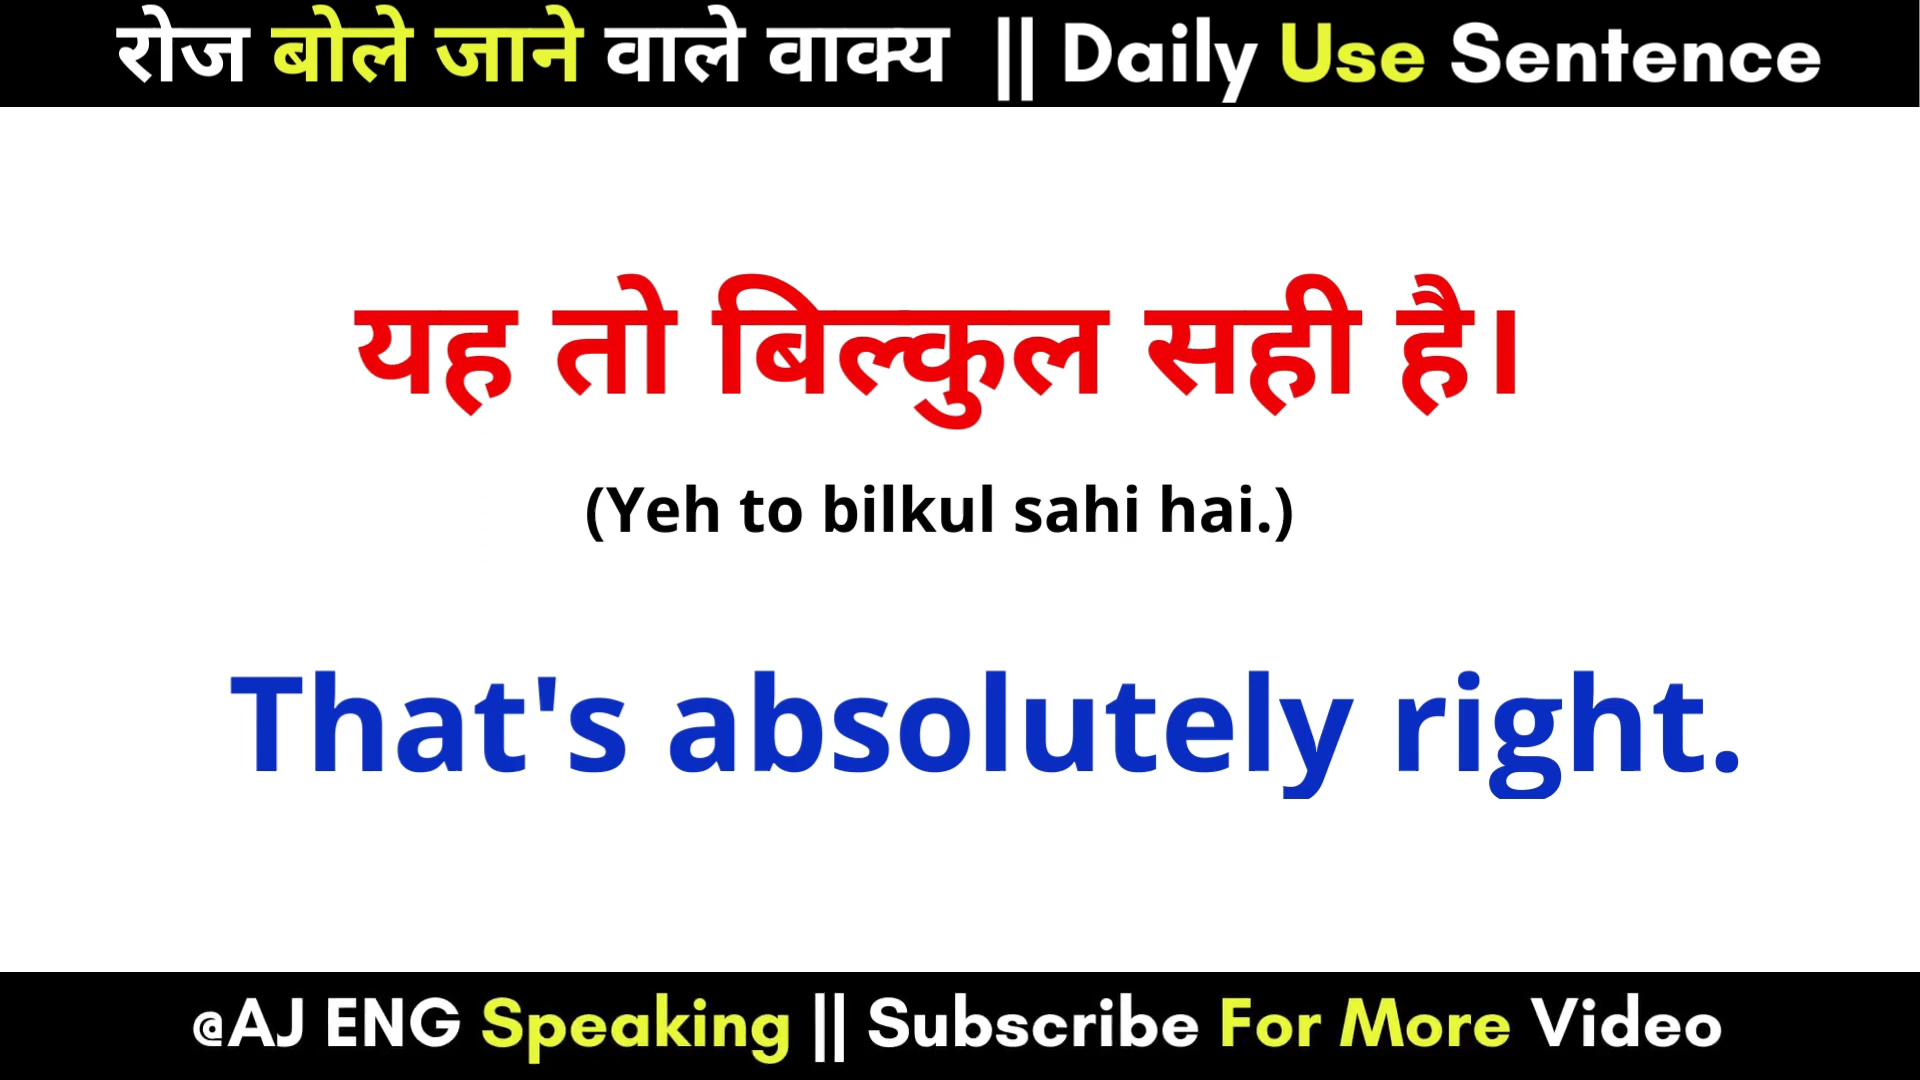 रोज बोले जाने वाले वाक्य || Daily Use Sentence
यह तो बिल्कुल सही है।
(Yeh to bilkul sahi hai.)
That's absolutely right.
@AJ ENG Speaking || Subscribe For More Video